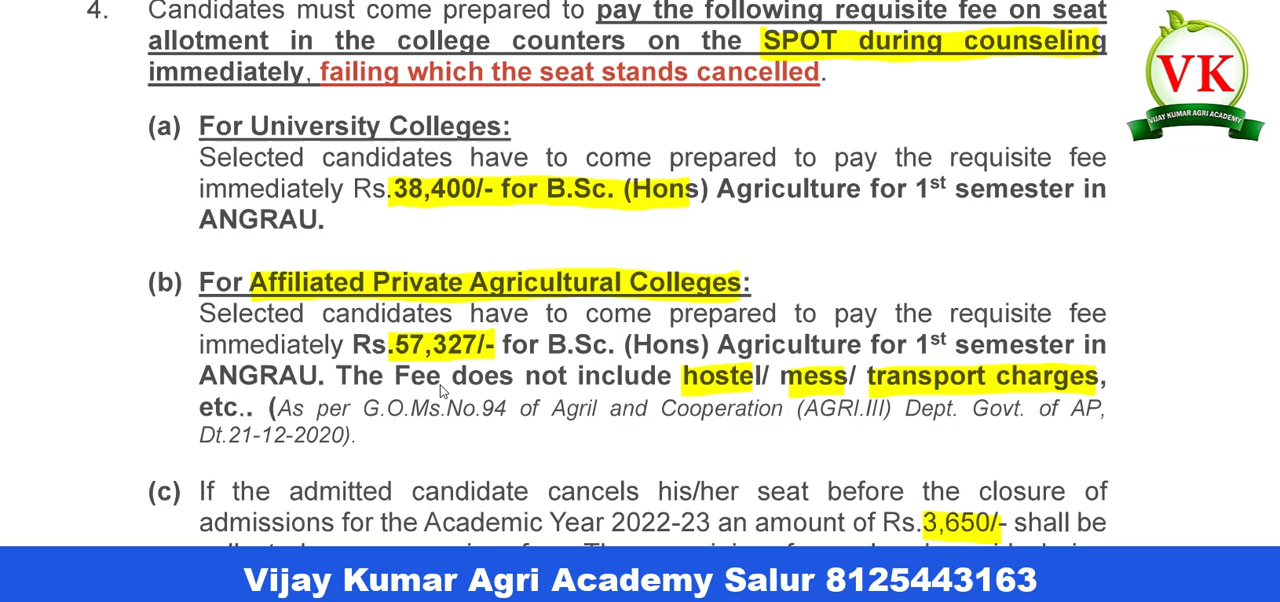 4. Candidates must come prepared to pay the following requisite fee on seat
allotment in the college counters on the SPOT during counseling
immediately, failing which the seat stands cancelled.
VK
VIJAY KUMAR AGRI ACADEMY
(a) For University Colleges:
Selected candidates have to come prepared to pay the requisite fee
immediately Rs.38,400/- for B.Sc. (Hons) Agriculture for 1st semester in
ANGRAU.
(b) For Affiliated Private Agricultural Colleges:
Selected candidates have to come prepared to pay the requisite fee
immediately Rs.57,327/- for B.Sc. (Hons) Agriculture for 1st semester in
ANGRAU. The Fee does not include hostel/ mess/ transport charges,
etc.. (As per G.O.Ms.No.94 of Agril and Cooperation (AGRI.III) Dept. Govt. of AP,
Dt.21-12-2020).
(c) If the admitted candidate cancels his/her seat before the closure of
admissions for the Academic Year 2022-23 an amount of Rs.3,650/- shall be
Vijay Kumar Agri Academy Salur 8125443163